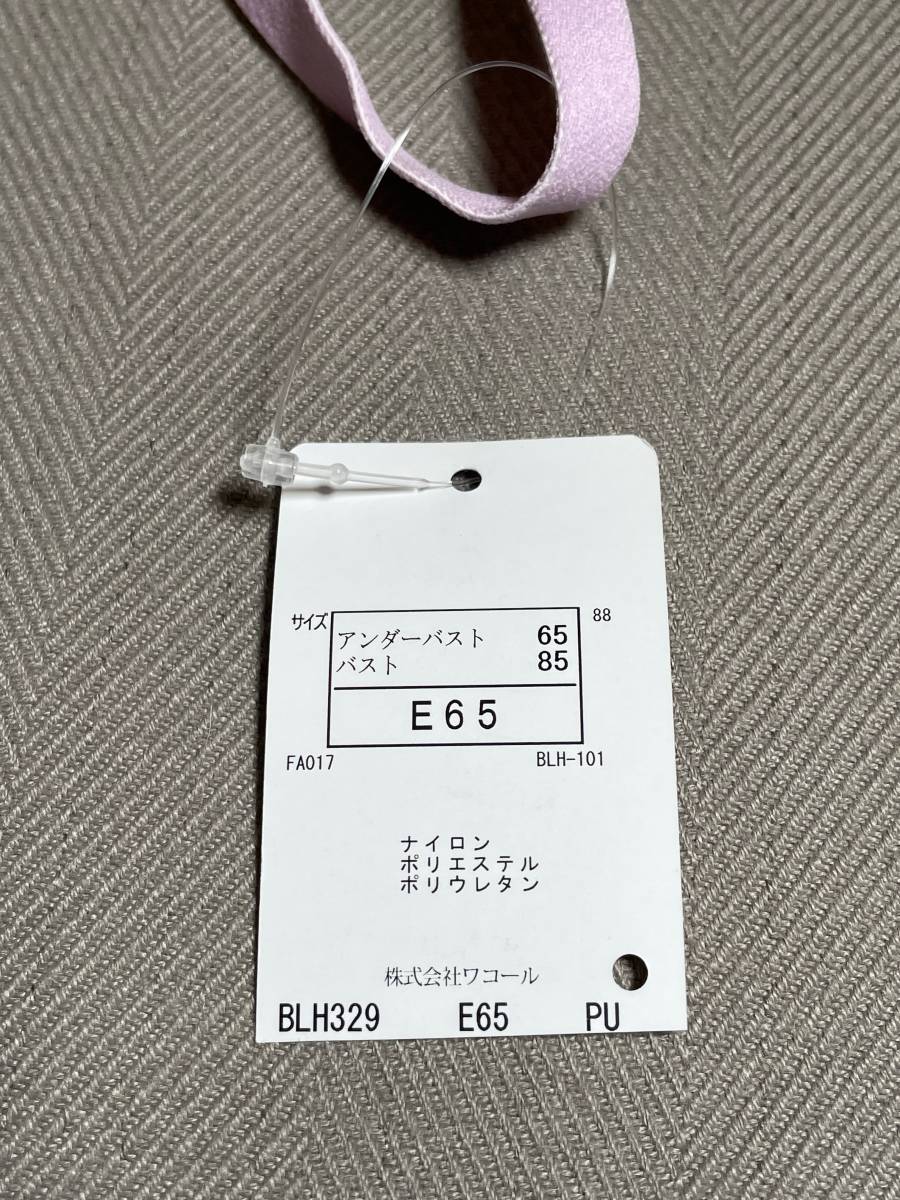 サイズ
アンダーバスト 65
バスト 85
88
E65
FA017 BLH-101
ナイロン
ポリエステル
ポリウレタン
株式会社ワコール
BLH329 E65 PU